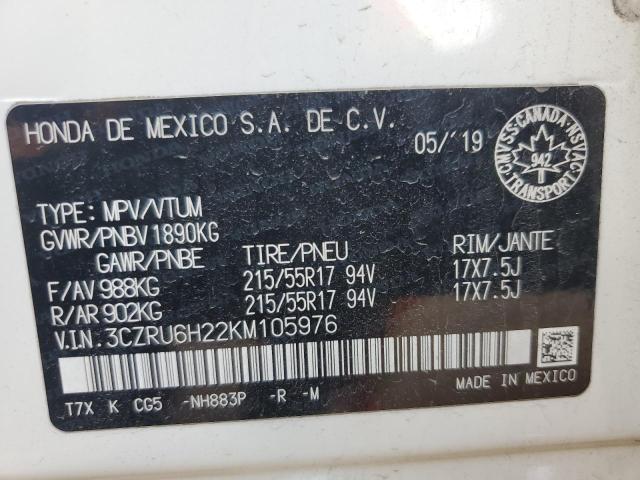 HONDA DE MEXICO S.A. DE C.V.
05/'19
CMVSS·CANADA·NSVAC
942
TRANSPORT
TYPE: MPV/VTUM
GVWR/PNBV 1890KG
GAWR/PNBE TIRE/PNEU RIM/JANTE
F/AV 988KG 215/55R17 94V 17X7.5J
R/AR 902KG 215/55R17 94V 17X7.5J
V.I.N. 3CZRU6H22KM105976
T7X K CG5 -NH883P -R -M
MADE IN MEXICO